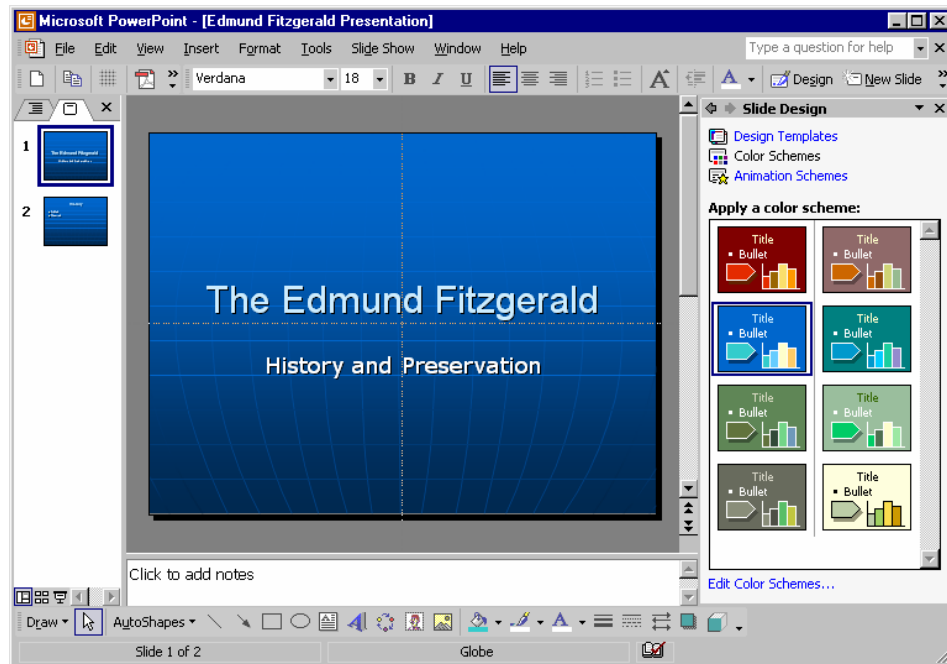 Microsoft PowerPoint - [Edmund Fitzgerald Presentation]
File Edit View Insert Format Tools Slide Show Window Help Type a question for help
Verdana 18 B I U A A Design New Slide
1
The Edmund Fitzgerald
2
The Edmund Fitzgerald
History and Preservation
Click to add notes
Slide Design
Design Templates
Color Schemes
Animation Schemes
Apply a color scheme:
Title Title
Bullet Bullet
Title Title
Bullet Bullet
Title Title
Bullet Bullet
Title Title
Bullet Bullet
Edit Color Schemes...
Draw AutoShapes A A
Slide 1 of 2 Globe